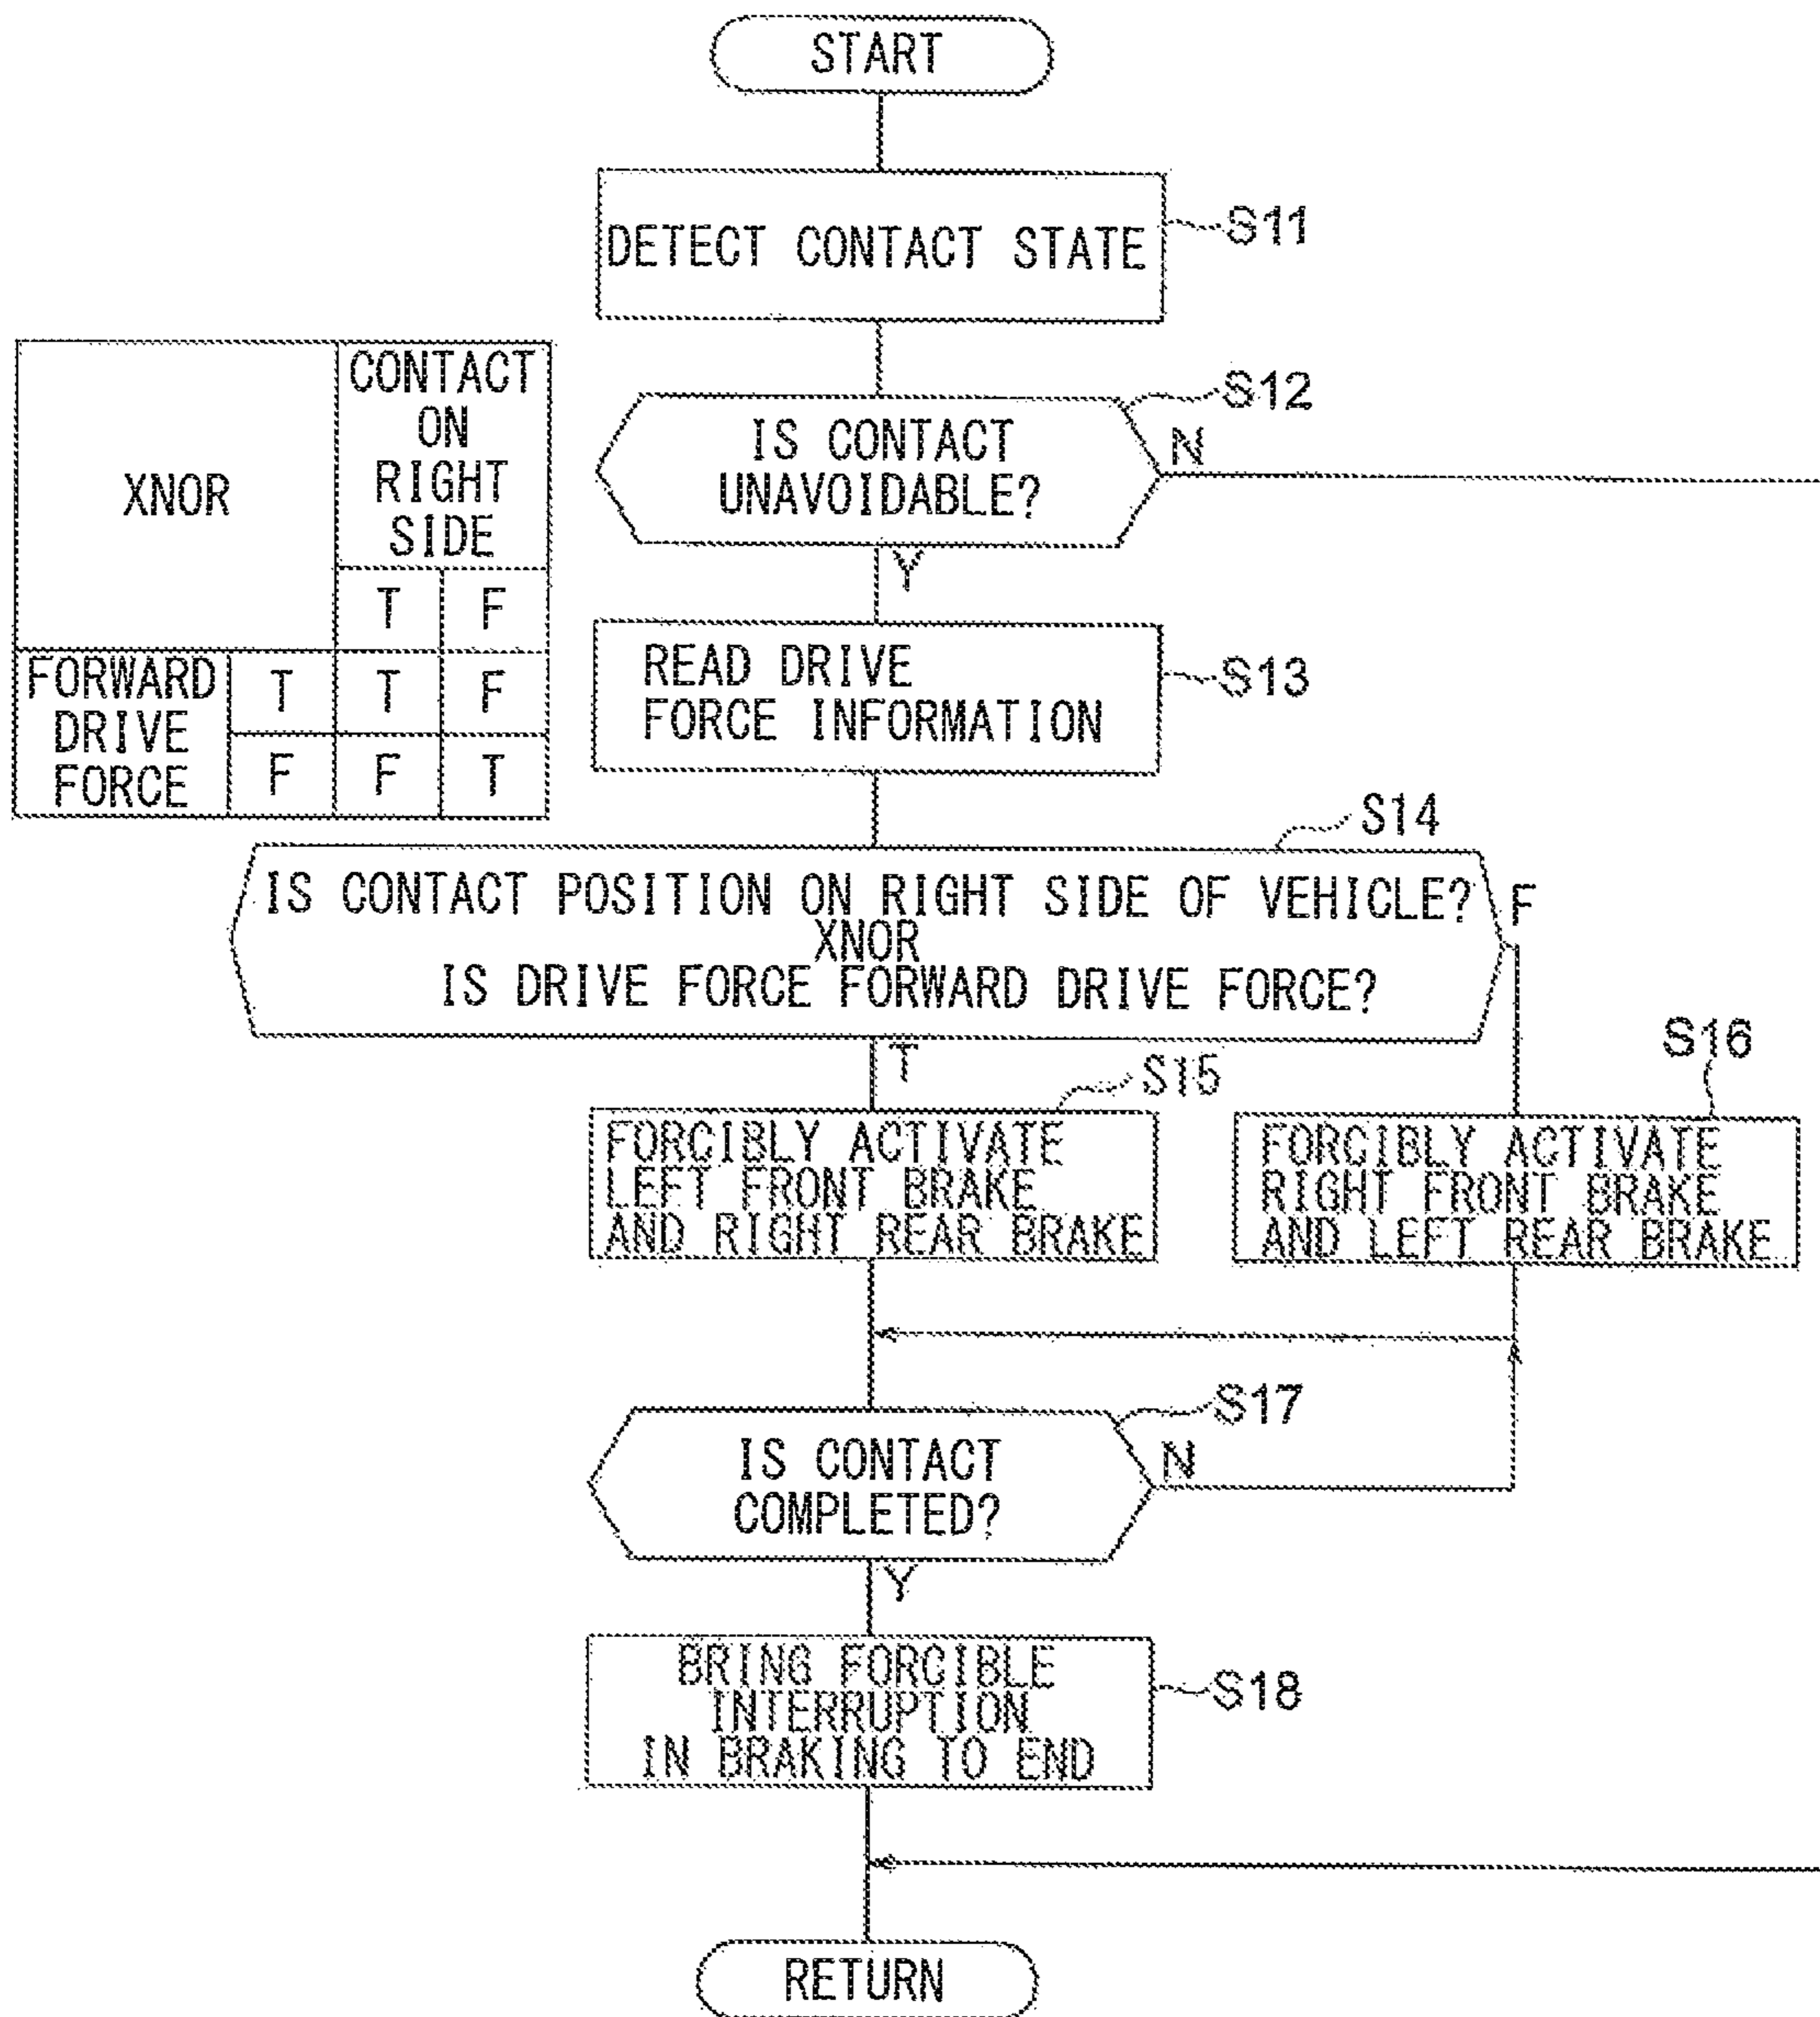 START
DETECT CONTACT STATE
S11
XNOR
CONTACT
ON
RIGHT
SIDE
T F
FORWARD
DRIVE
FORCE
T T F
F F T
S12
IS CONTACT
UNAVOIDABLE?
N
Y
READ DRIVE
FORCE INFORMATION
S13
S14
IS CONTACT POSITION ON RIGHT SIDE OF VEHICLE?
XNOR
IS DRIVE FORCE FORWARD DRIVE FORCE?
F
T
S15
FORCIBLY ACTIVATE
LEFT FRONT BRAKE
AND RIGHT REAR BRAKE
S16
FORCIBLY ACTIVATE
RIGHT FRONT BRAKE
AND LEFT REAR BRAKE
S17
IS CONTACT
COMPLETED?
N
Y
BRING FORCIBLE
INTERRUPTION
IN BRAKING TO END
S18
RETURN